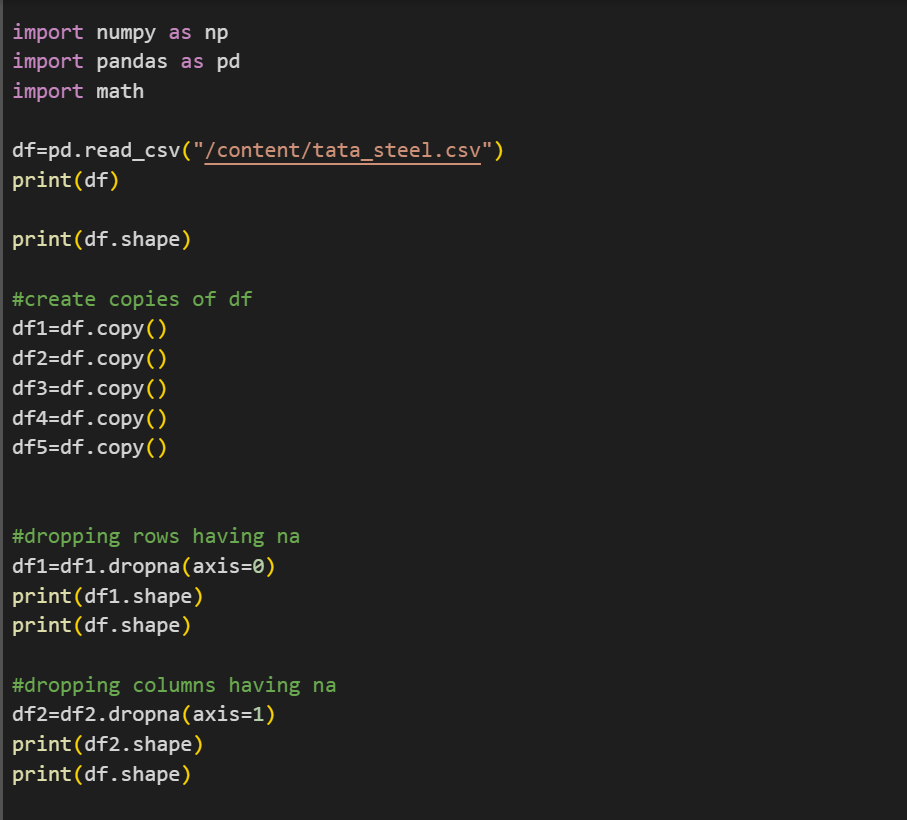 import numpy as np
import pandas as pd
import math
df=pd.read_csv("/content/tata_steel.csv")
print(df)
print(df.shape)
#create copies of df
df1=df.copy()
df2=df.copy()
df3=df.copy()
df4=df.copy()
df5=df.copy()
#dropping rows having na
df1=df1.dropna(axis=0)
print(df1.shape)
print(df.shape)
#dropping columns having na
df2=df2.dropna(axis=1)
print(df2.shape)
print(df.shape)